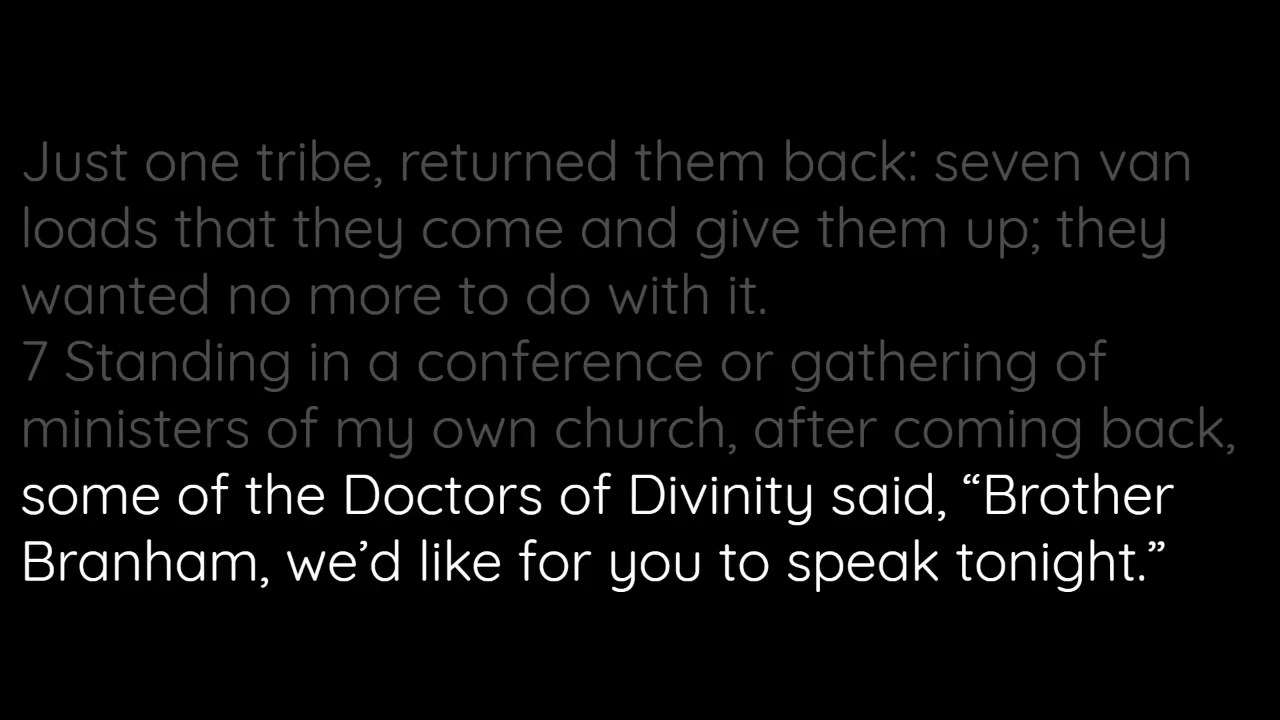 Just one tribe, returned them back: seven van
loads that they come and give them up; they
wanted no more to do with it.
7 Standing in a conference or gathering of
ministers of my own church, after coming back,
some of the Doctors of Divinity said, “Brother
Branham, we’d like for you to speak tonight.”